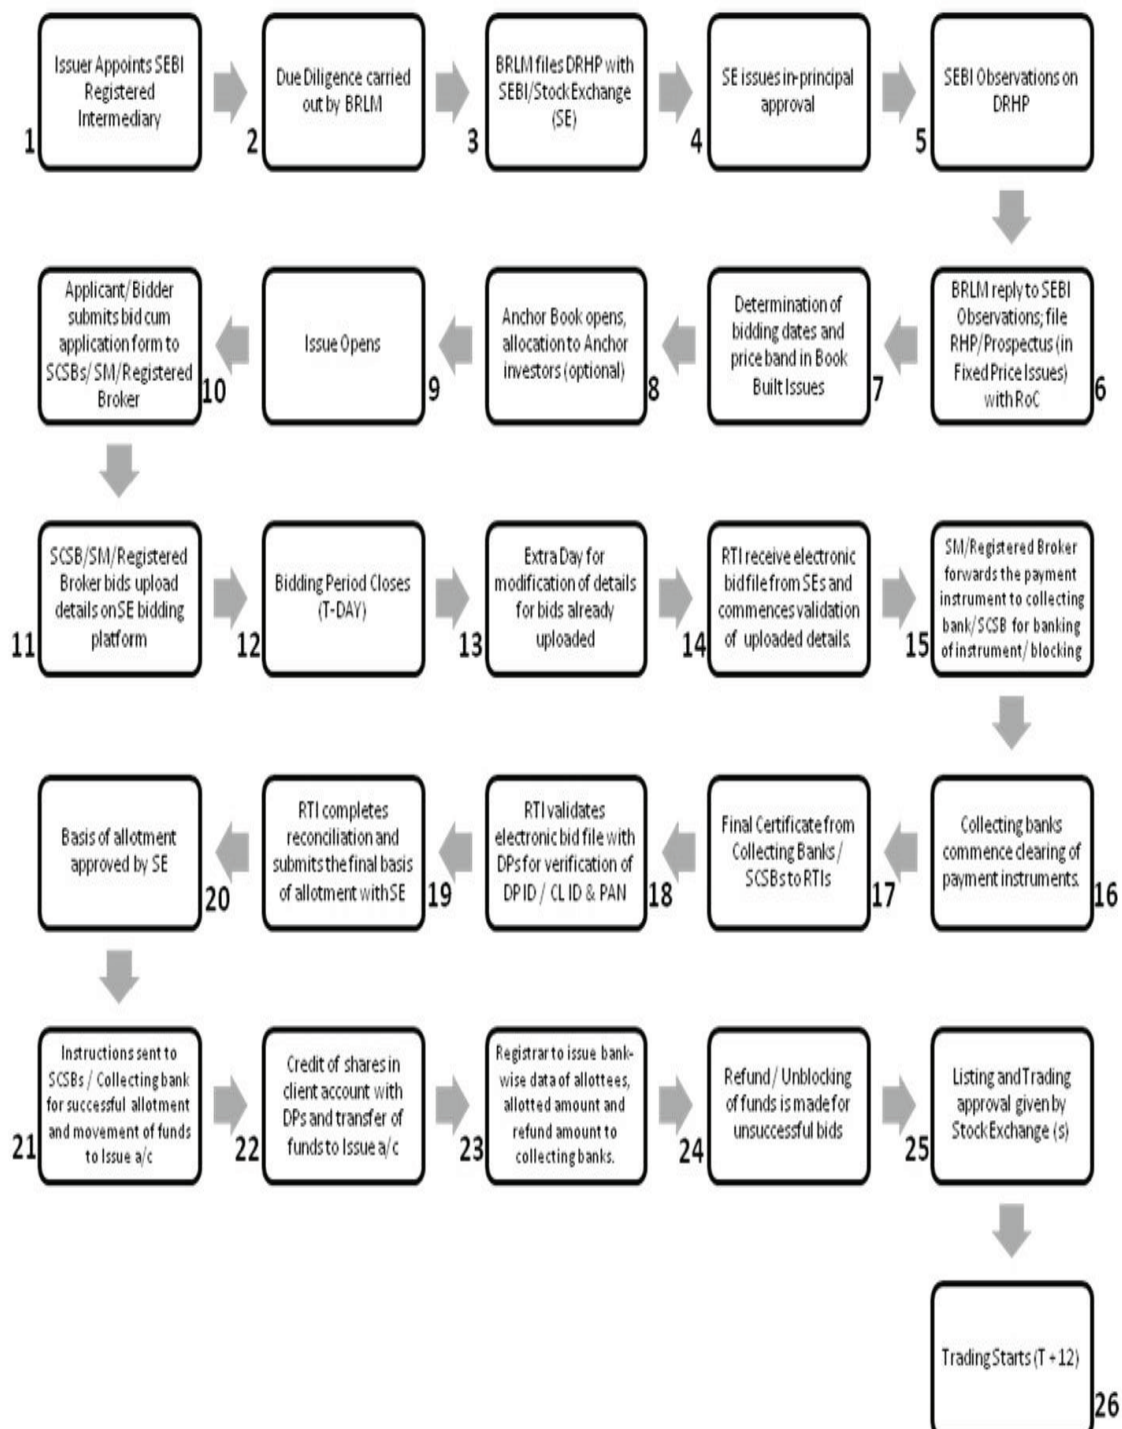 Issuer Appoints SEBI
Registered
Intermediary
1
Due Diligence carried
out by BRLM
2
BRLM files DRHP with
SEBI/Stock Exchange
(SE)
3
SE issues in-principal
approval
4
SEBI Observations on
DRHP
5
BRLM reply to SEBI
Observations; file
RHP/Prospectus (in
Fixed Price Issues)
with RoC
6
Determination of
bidding dates and
price band in Book
Built Issues
7
Anchor Book opens,
allocation to Anchor
investors (optional)
8
Issue Opens
9
Applicant/Bidder
submits bid cum
application form to
SCSBs/ SM/Registered
Broker
10
SCSB/SM/Registered
Broker bids upload
details on SE bidding
platform
11
Bidding Period Closes
(T-DAY)
12
Extra Day for
modification of details
for bids already
uploaded
13
RTI receive electronic
bid file from SEs and
commences validation
of uploaded details.
14
SM/Registered Broker
forwards the payment
instrument to collecting
bank/SCSB for banking
of instrument/ blocking
15
Collecting banks
commence clearing of
payment instruments.
16
Final Certificate from
Collecting Banks /
SCSBs to RTIs
17
RTI validates
electronic bid file with
DPs for verification of
DP ID / CL ID & PAN
18
RTI completes
reconciliation and
submits the final basis
of allotment with SE
19
Basis of allotment
approved by SE
20
Instructions sent to
SCSBs / Collecting bank
for successful allotment
and movement of funds
to Issue a/c
21
Credit of shares in
client account with
DPs and transfer of
funds to Issue a/c
22
Registrar to issue bank-
wise data of allottees,
allotted amount and
refund amount to
collecting banks.
23
Refund / Unblocking
of funds is made for
unsuccessful bids
24
Listing and Trading
approval given by
Stock Exchange (s)
25
Trading Starts (T + 12)
26